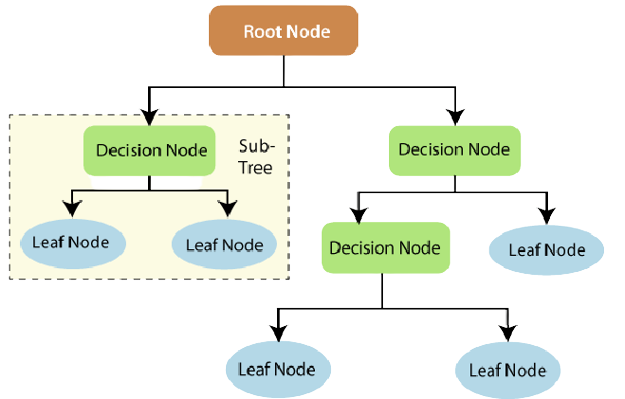 Root Node
Decision Node
Sub-
Tree
Decision Node
Leaf Node
Leaf Node
Decision Node
Leaf Node
Leaf Node
Leaf Node